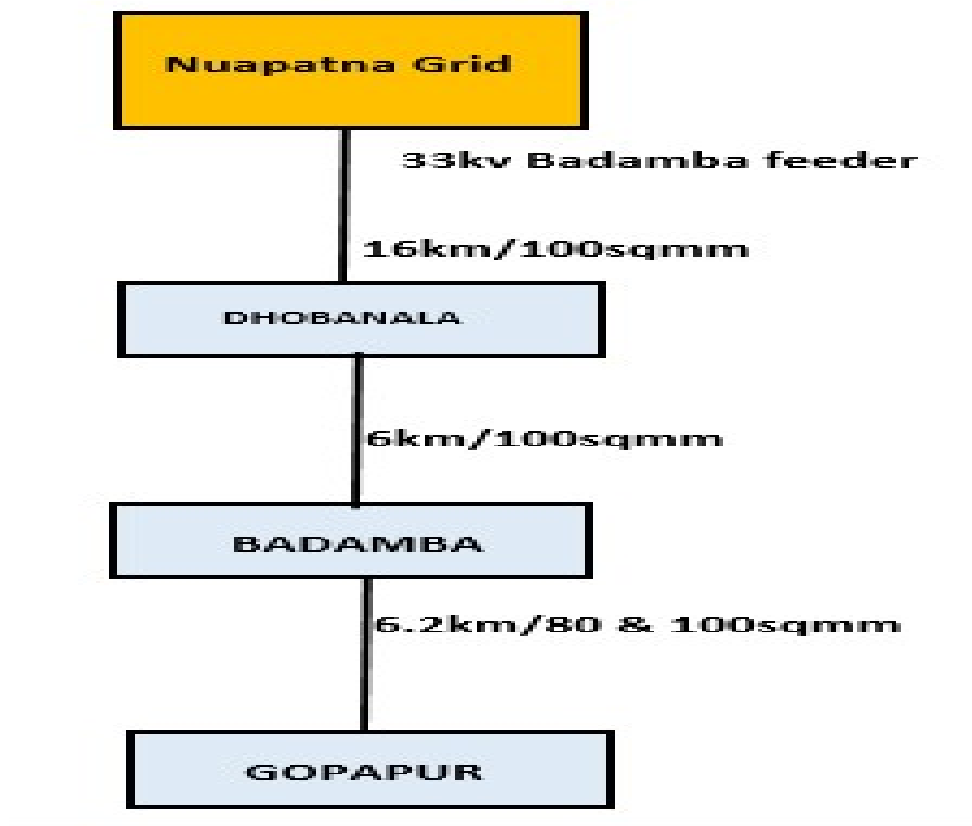 Nuapatna Grid
33kv Badamba feeder
16km/100sqmm
DHOBANALA
6km/100sqmm
BADAMBA
6.2km/80 & 100sqmm
GOPAPUR